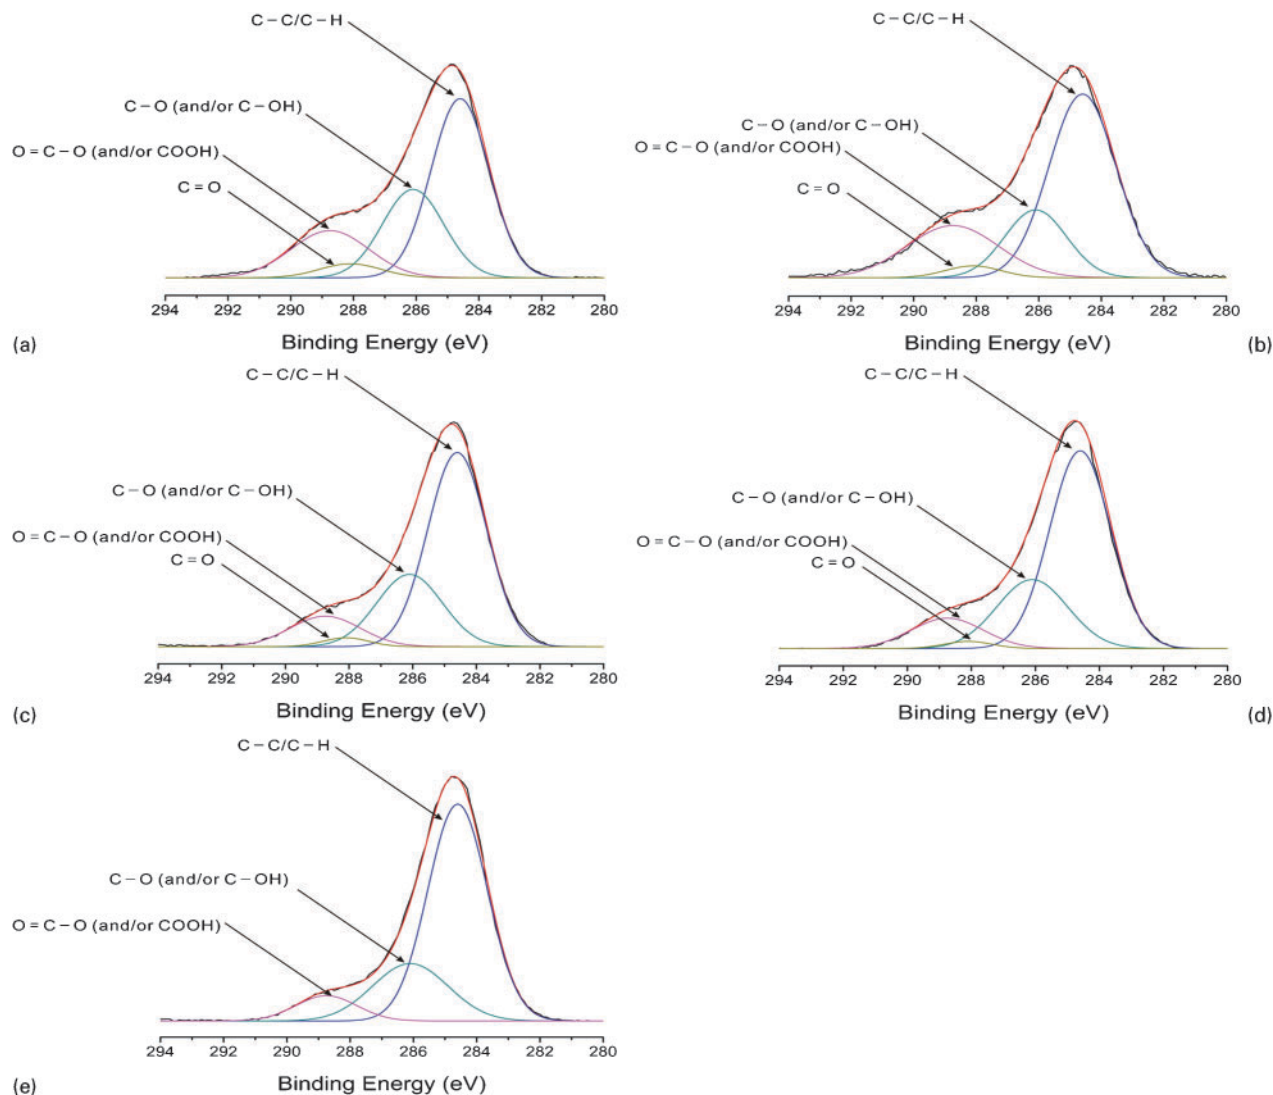 C–C/C–H
C–O (and/or C–OH)
O=C–O (and/or COOH)
C=O
294 292 290 288 286 284 282 280
Binding Energy (eV)
(a)
C–C/C–H
C–O (and/or C–OH)
O=C–O (and/or COOH)
C=O
294 292 290 288 286 284 282 280
Binding Energy (eV)
(b)
C–C/C–H
C–O (and/or C–OH)
O=C–O (and/or COOH)
C=O
294 292 290 288 286 284 282 280
Binding Energy (eV)
(c)
C–C/C–H
C–O (and/or C–OH)
O=C–O (and/or COOH)
C=O
294 292 290 288 286 284 282 280
Binding Energy (eV)
(d)
C–C/C–H
C–O (and/or C–OH)
O=C–O (and/or COOH)
294 292 290 288 286 284 282 280
Binding Energy (eV)
(e)